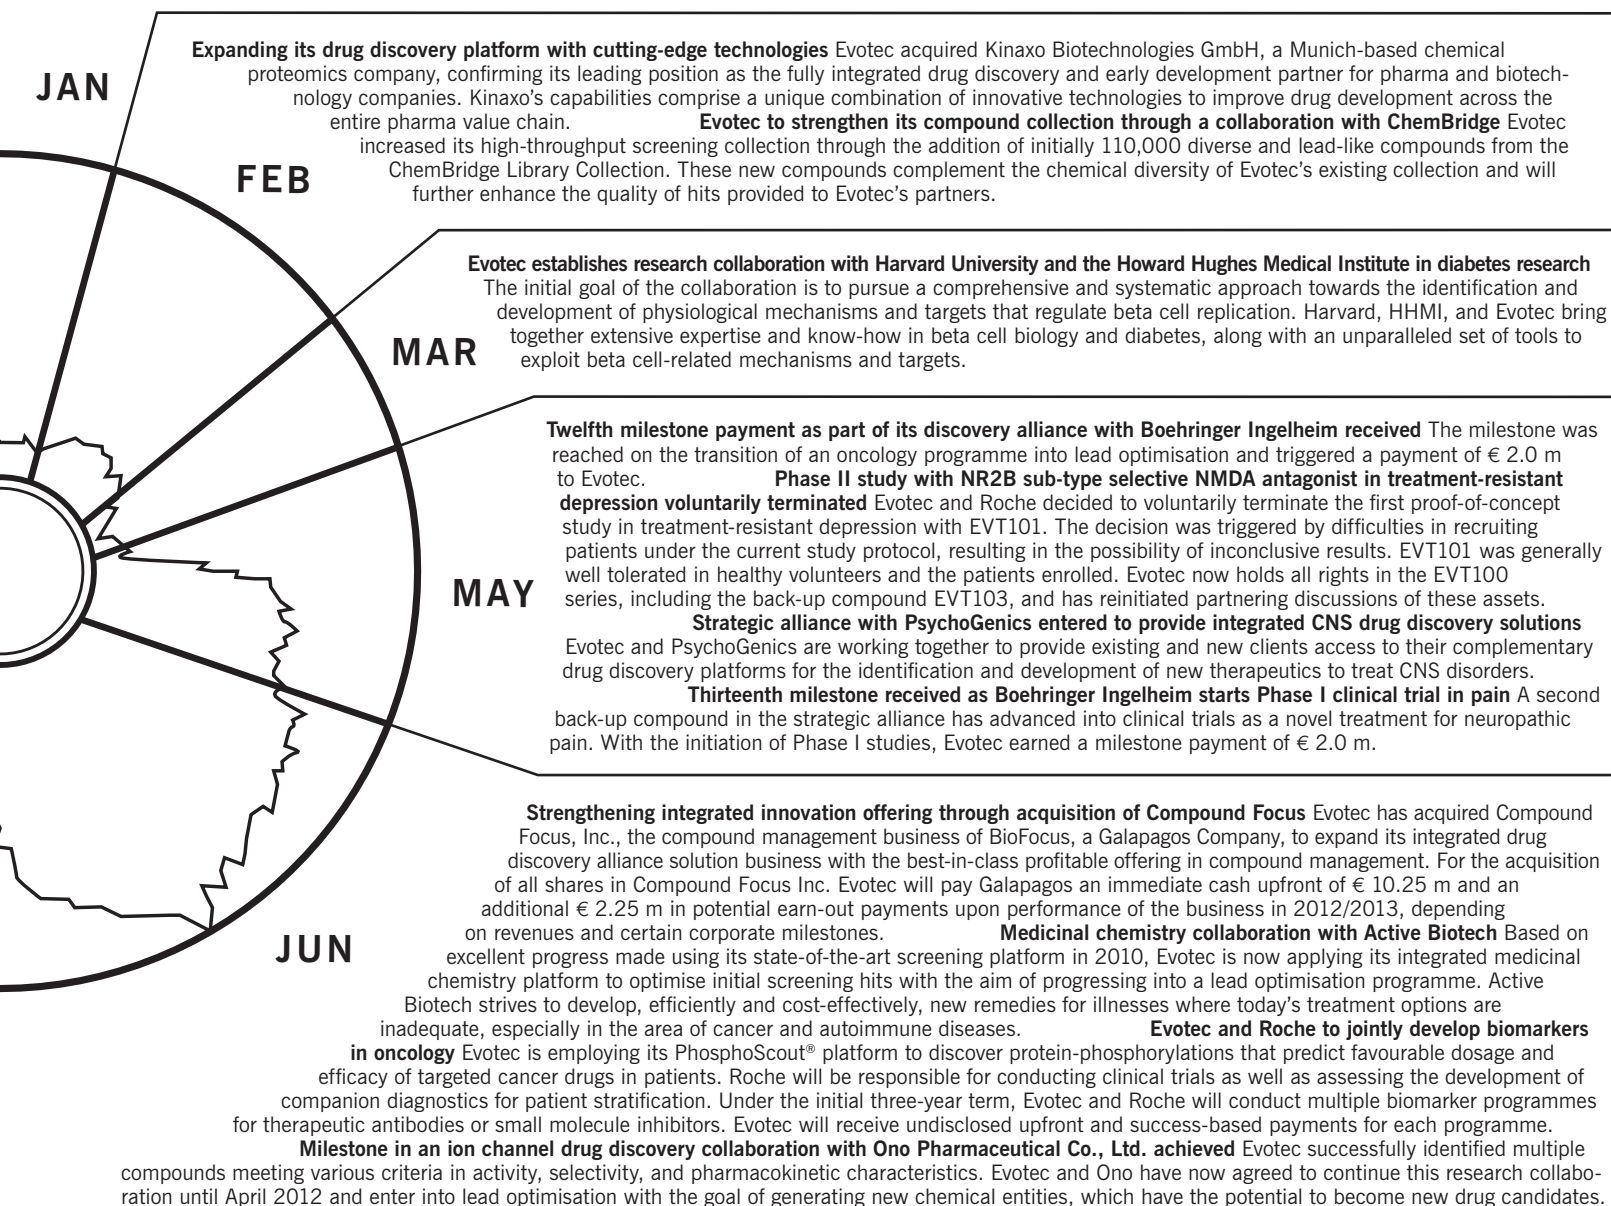 JAN
Expanding its drug discovery platform with cutting-edge technologies Evotec acquired Kinaxo Biotechnologies GmbH, a Munich-based chemical
proteomics company, confirming its leading position as the fully integrated drug discovery and early development partner for pharma and biotech-
nology companies. Kinaxo's capabilities comprise a unique combination of innovative technologies to improve drug development across the
entire pharma value chain. Evotec to strengthen its compound collection through a collaboration with ChemBridge Evotec
increased its high-throughput screening collection through the addition of initially 110,000 diverse and lead-like compounds from the
ChemBridge Library Collection. These new compounds complement the chemical diversity of Evotec's existing collection and will
further enhance the quality of hits provided to Evotec's partners.
FEB
Evotec establishes research collaboration with Harvard University and the Howard Hughes Medical Institute in diabetes research
The initial goal of the collaboration is to pursue a comprehensive and systematic approach towards the identification and
development of physiological mechanisms and targets that regulate beta cell replication. Harvard, HHMI, and Evotec bring
together extensive expertise and know-how in beta cell biology and diabetes, along with an unparalleled set of tools to
exploit beta cell-related mechanisms and targets.
MAR
Twelfth milestone payment as part of its discovery alliance with Boehringer Ingelheim received The milestone was
reached on the transition of an oncology programme into lead optimisation and triggered a payment of € 2.0 m
to Evotec. Phase II study with NR2B sub-type selective NMDA antagonist in treatment-resistant
depression voluntarily terminated Evotec and Roche decided to voluntarily terminate the first proof-of-concept
study in treatment-resistant depression with EVT101. The decision was triggered by difficulties in recruiting
patients under the current study protocol, resulting in the possibility of inconclusive results. EVT101 was generally
well tolerated in healthy volunteers and the patients enrolled. Evotec now holds all rights in the EVT100
series, including the back-up compound EVT103, and has reinitiated partnering discussions of these assets.
Strategic alliance with PsychoGenics entered to provide integrated CNS drug discovery solutions
Evotec and PsychoGenics are working together to provide existing and new clients access to their complementary
drug discovery platforms for the identification and development of new therapeutics to treat CNS disorders.
Thirteenth milestone received as Boehringer Ingelheim starts Phase I clinical trial in pain A second
back-up compound in the strategic alliance has advanced into clinical trials as a novel treatment for neuropathic
pain. With the initiation of Phase I studies, Evotec earned a milestone payment of € 2.0 m.
MAY
Strengthening integrated innovation offering through acquisition of Compound Focus Evotec has acquired Compound
Focus, Inc., the compound management business of BioFocus, a Galapagos Company, to expand its integrated drug
discovery alliance solution business with the best-in-class profitable offering in compound management. For the acquisition
of all shares in Compound Focus Inc. Evotec will pay Galapagos an immediate cash upfront of € 10.25 m and an
additional € 2.25 m in potential earn-out payments upon performance of the business in 2012/2013, depending
on revenues and certain corporate milestones. Medicinal chemistry collaboration with Active Biotech Based on
excellent progress made using its state-of-the-art screening platform in 2010, Evotec is now applying its integrated medicinal
chemistry platform to optimise initial screening hits with the aim of progressing into a lead optimisation programme. Active
Biotech strives to develop, efficiently and cost-effectively, new remedies for illnesses where today's treatment options are
inadequate, especially in the area of cancer and autoimmune diseases. Evotec and Roche to jointly develop biomarkers
in oncology Evotec is employing its PhosphoScout® platform to discover protein-phosphorylations that predict favourable dosage and
efficacy of targeted cancer drugs in patients. Roche will be responsible for conducting clinical trials as well as assessing the development of
companion diagnostics for patient stratification. Under the initial three-year term, Evotec and Roche will conduct multiple biomarker programmes
for therapeutic antibodies or small molecule inhibitors. Evotec will receive undisclosed upfront and success-based payments for each programme.
Milestone in an ion channel drug discovery collaboration with Ono Pharmaceutical Co., Ltd. achieved Evotec successfully identified multiple
compounds meeting various criteria in activity, selectivity, and pharmacokinetic characteristics. Evotec and Ono have now agreed to continue this research collabo-
ration until April 2012 and enter into lead optimisation with the goal of generating new chemical entities, which have the potential to become new drug candidates.
JUN